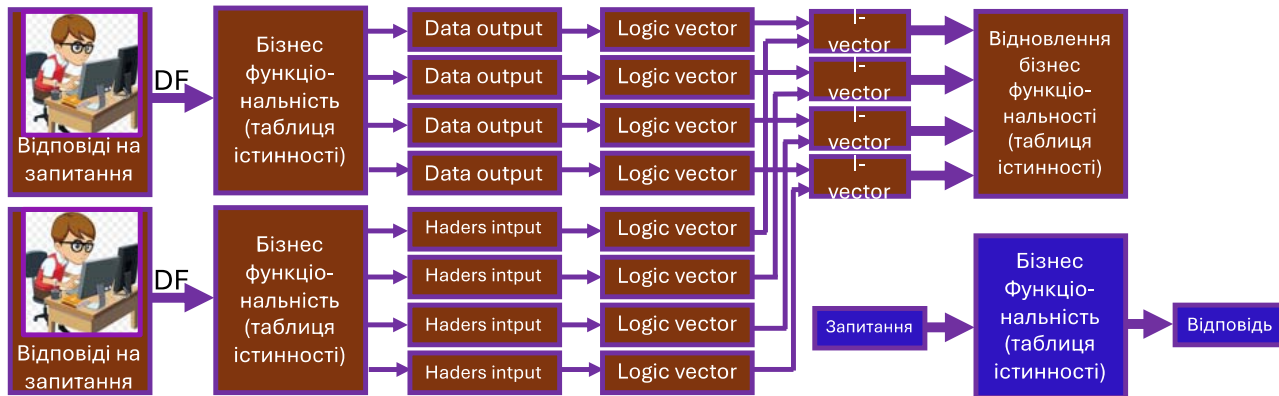 Відповіді на
запитання
DF
Бізнес
функціо-
нальність
(таблиця
істинності)
Data output
Data output
Data output
Data output
Logic vector
Logic vector
Logic vector
Logic vector
I-
vector
I-
vector
I-
vector
I-
vector
Відновлення
бізнес
функціо-
нальності
(таблиця
істинності)
Відповіді на
запитання
DF
Бізнес
функціо-
нальність
(таблиця
істинності)
Haders intput
Haders intput
Haders intput
Haders intput
Logic vector
Logic vector
Logic vector
Logic vector
Запитання
Бізнес
Функціо-
нальність
(таблиця
істинності)
Відповідь